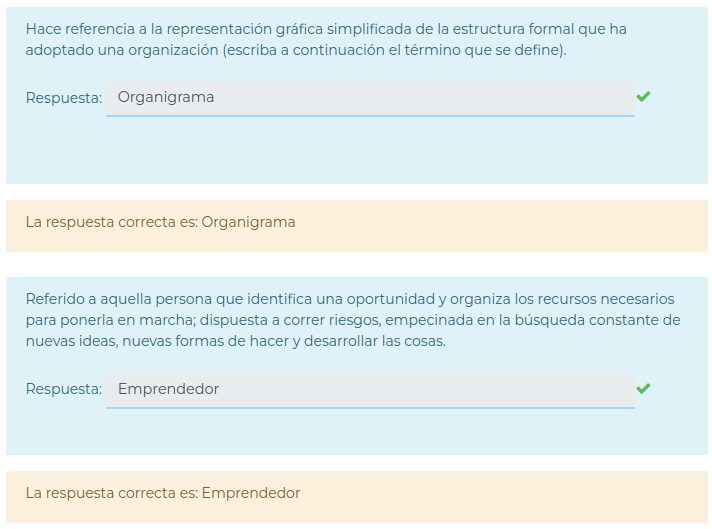 Hace referencia a la representación gráfica simplificada de la estructura formal que ha
adoptado una organización (escriba a continuación el término que se define).
Respuesta: Organigrama
La respuesta correcta es: Organigrama
Referido a aquella persona que identifica una oportunidad y organiza los recursos necesarios
para ponerla en marcha; dispuesta a correr riesgos, empecinada en la búsqueda constante de
nuevas ideas, nuevas formas de hacer y desarrollar las cosas.
Respuesta: Emprendedor
La respuesta correcta es: Emprendedor